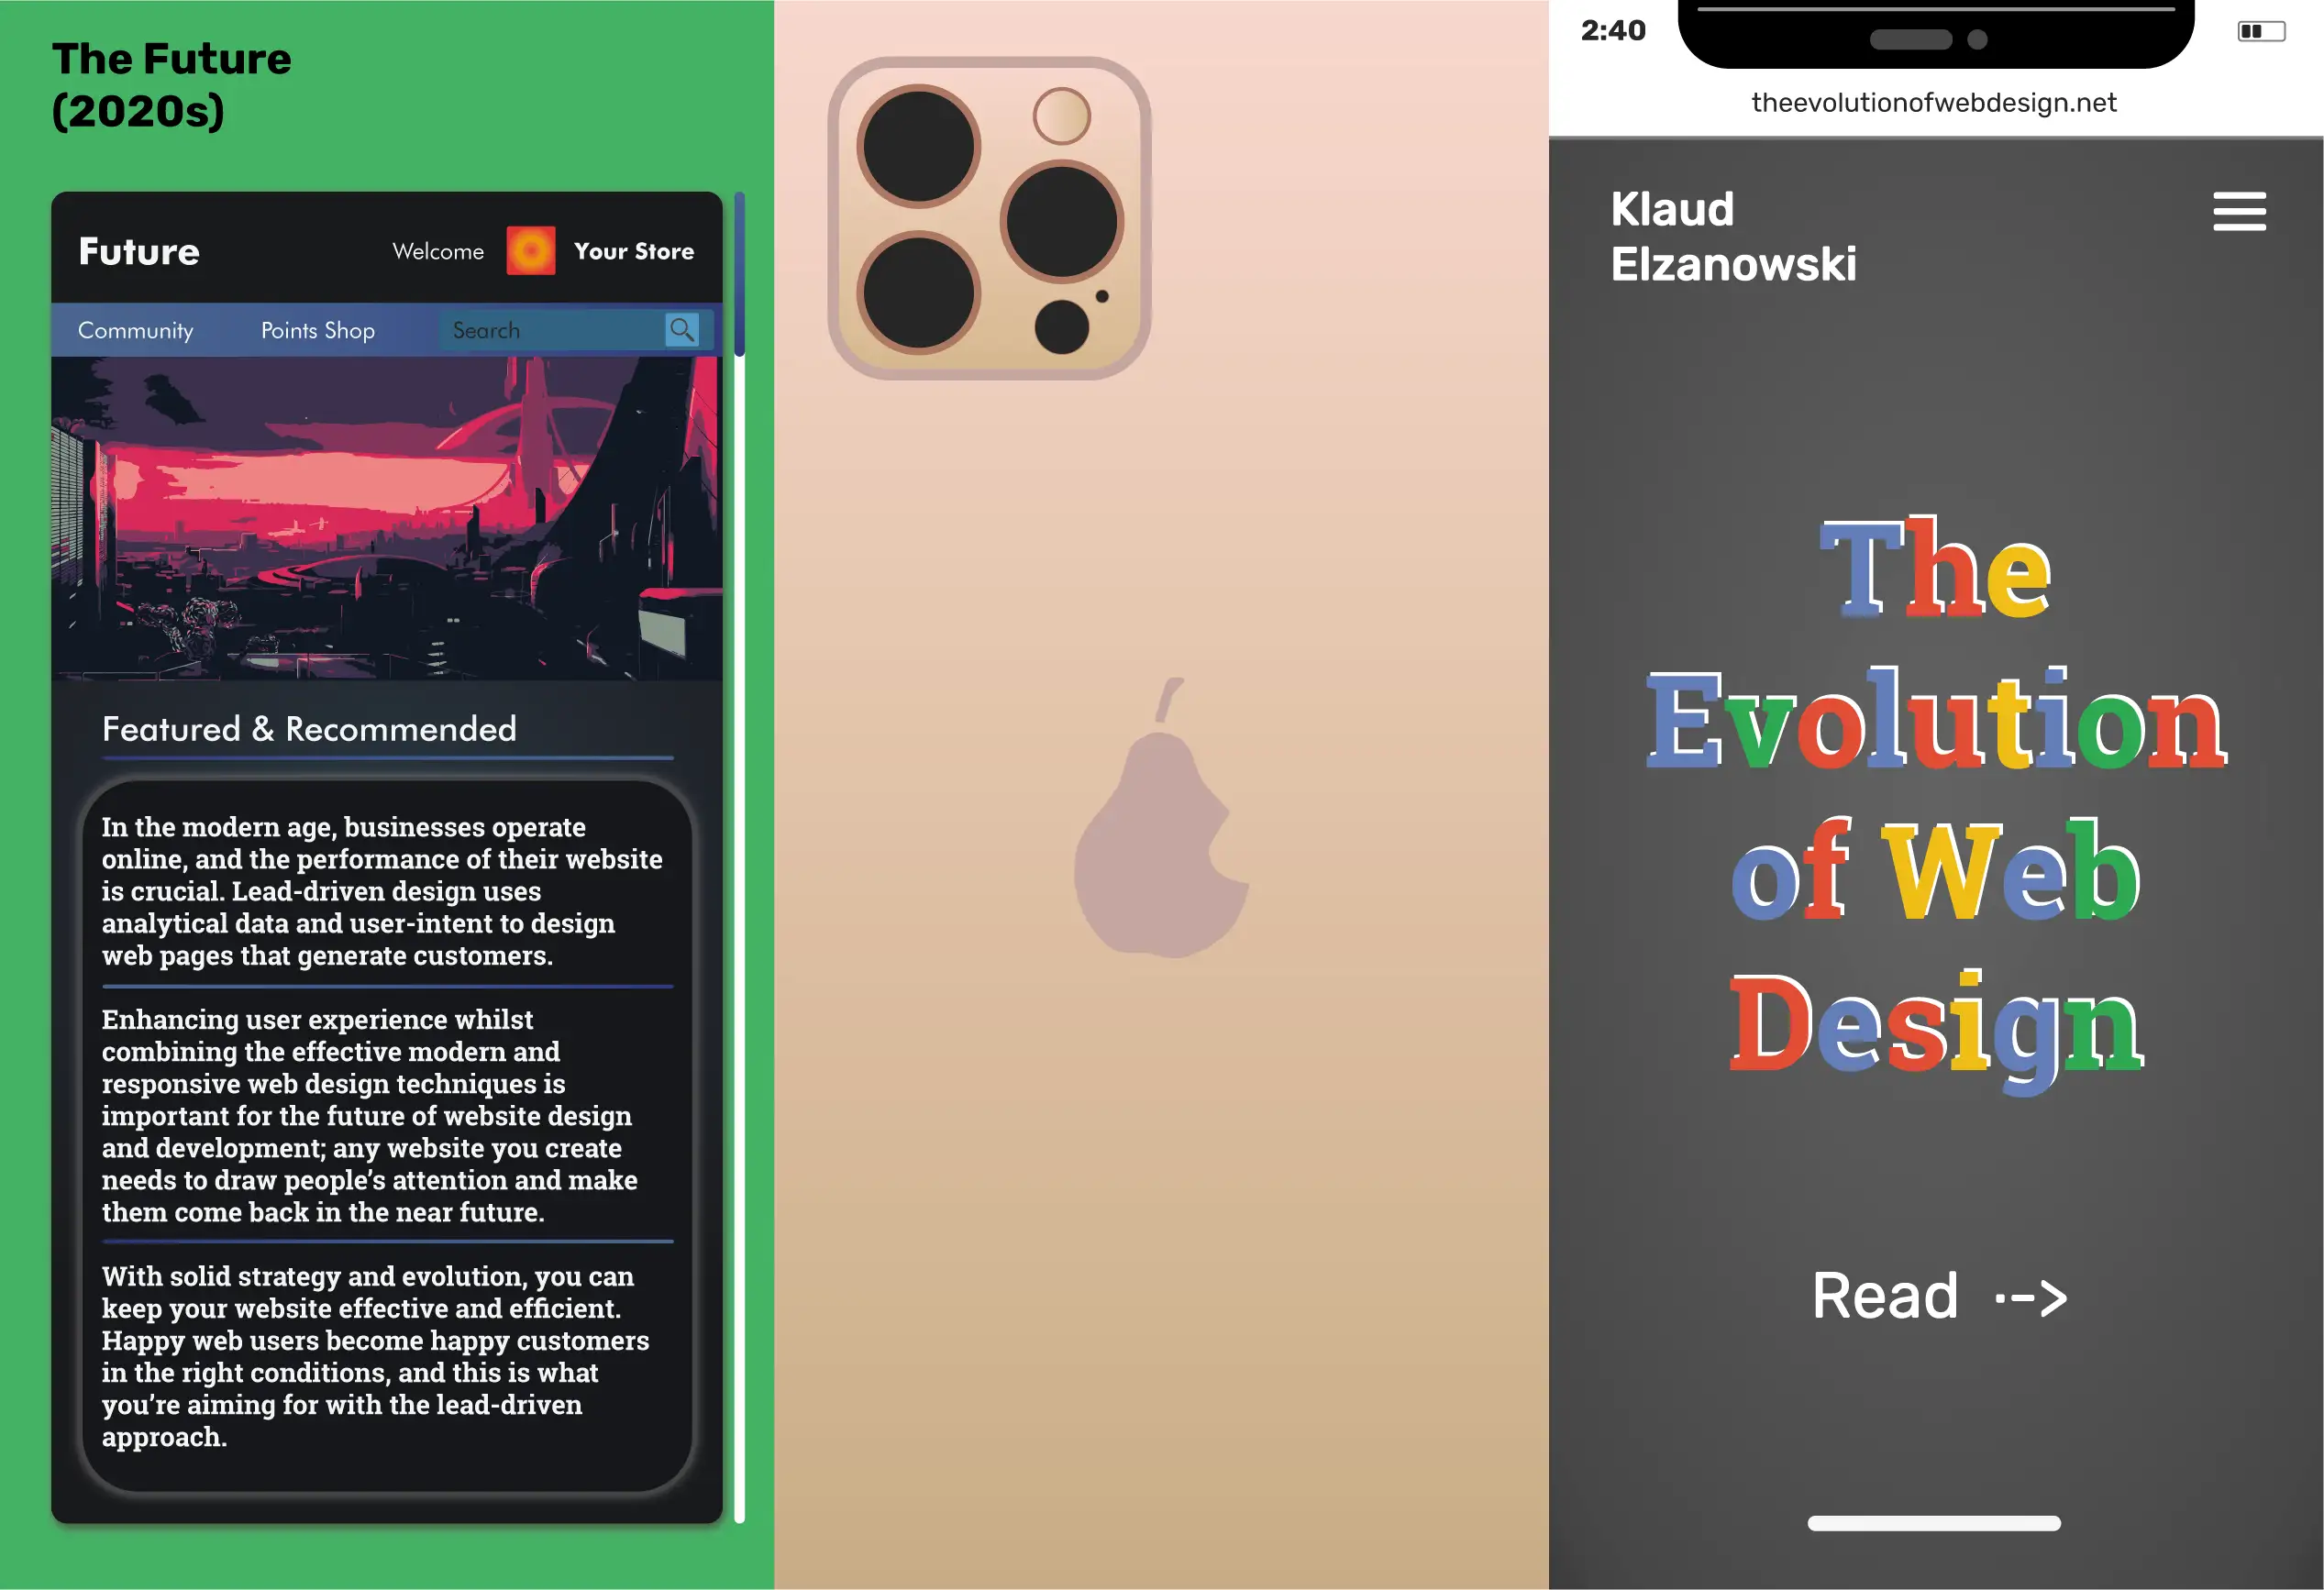 The Future
(2020s)
Future
Welcome
Your Store
Community
Points Shop
Search
Featured & Recommended
In the modern age, businesses operate
online, and the performance of their website
is crucial. Lead-driven design uses
analytical data and user-intent to design
web pages that generate customers.
Enhancing user experience whilst
combining the effective modern and
responsive web design techniques is
important for the future of website design
and development; any website you create
needs to draw people’s attention and make
them come back in the near future.
With solid strategy and evolution, you can
keep your website effective and efficient.
Happy web users become happy customers
in the right conditions, and this is what
you’re aiming for with the lead-driven
approach.
2:40
theevolutionofwebdesign.net
Klaud
Elzanowski
The
Evolution
of Web
Design
Read ·->